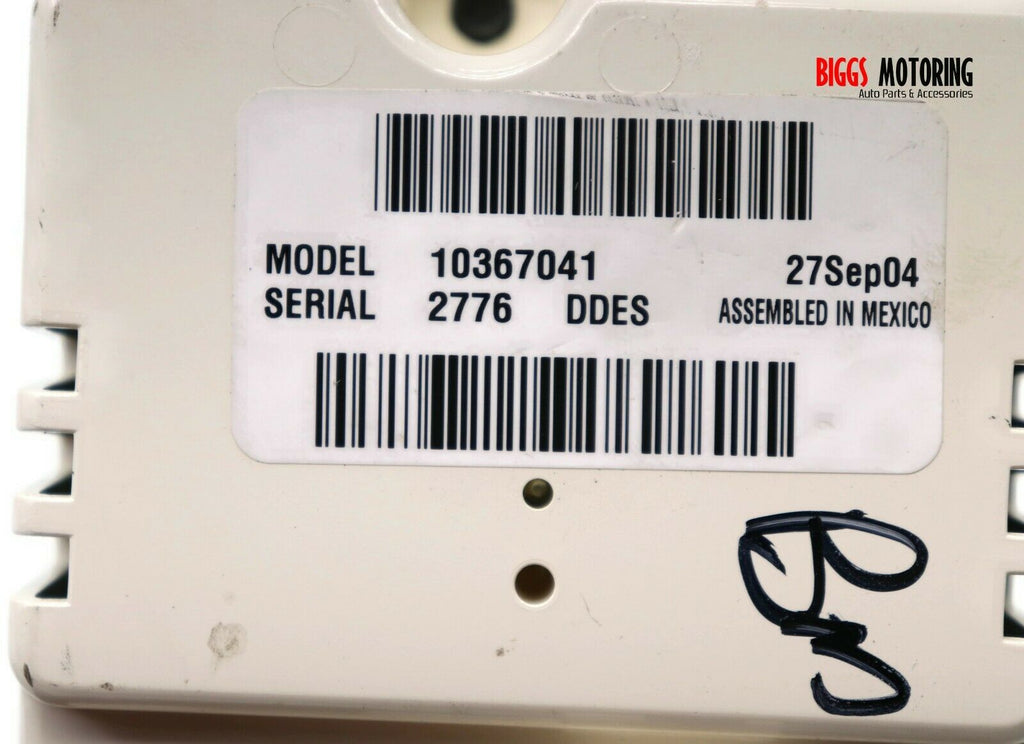 BIGGS MOTORING
Auto Parts & Accessories
MODEL 10367041 27Sep04
SERIAL 2776 DDES ASSEMBLED IN MEXICO